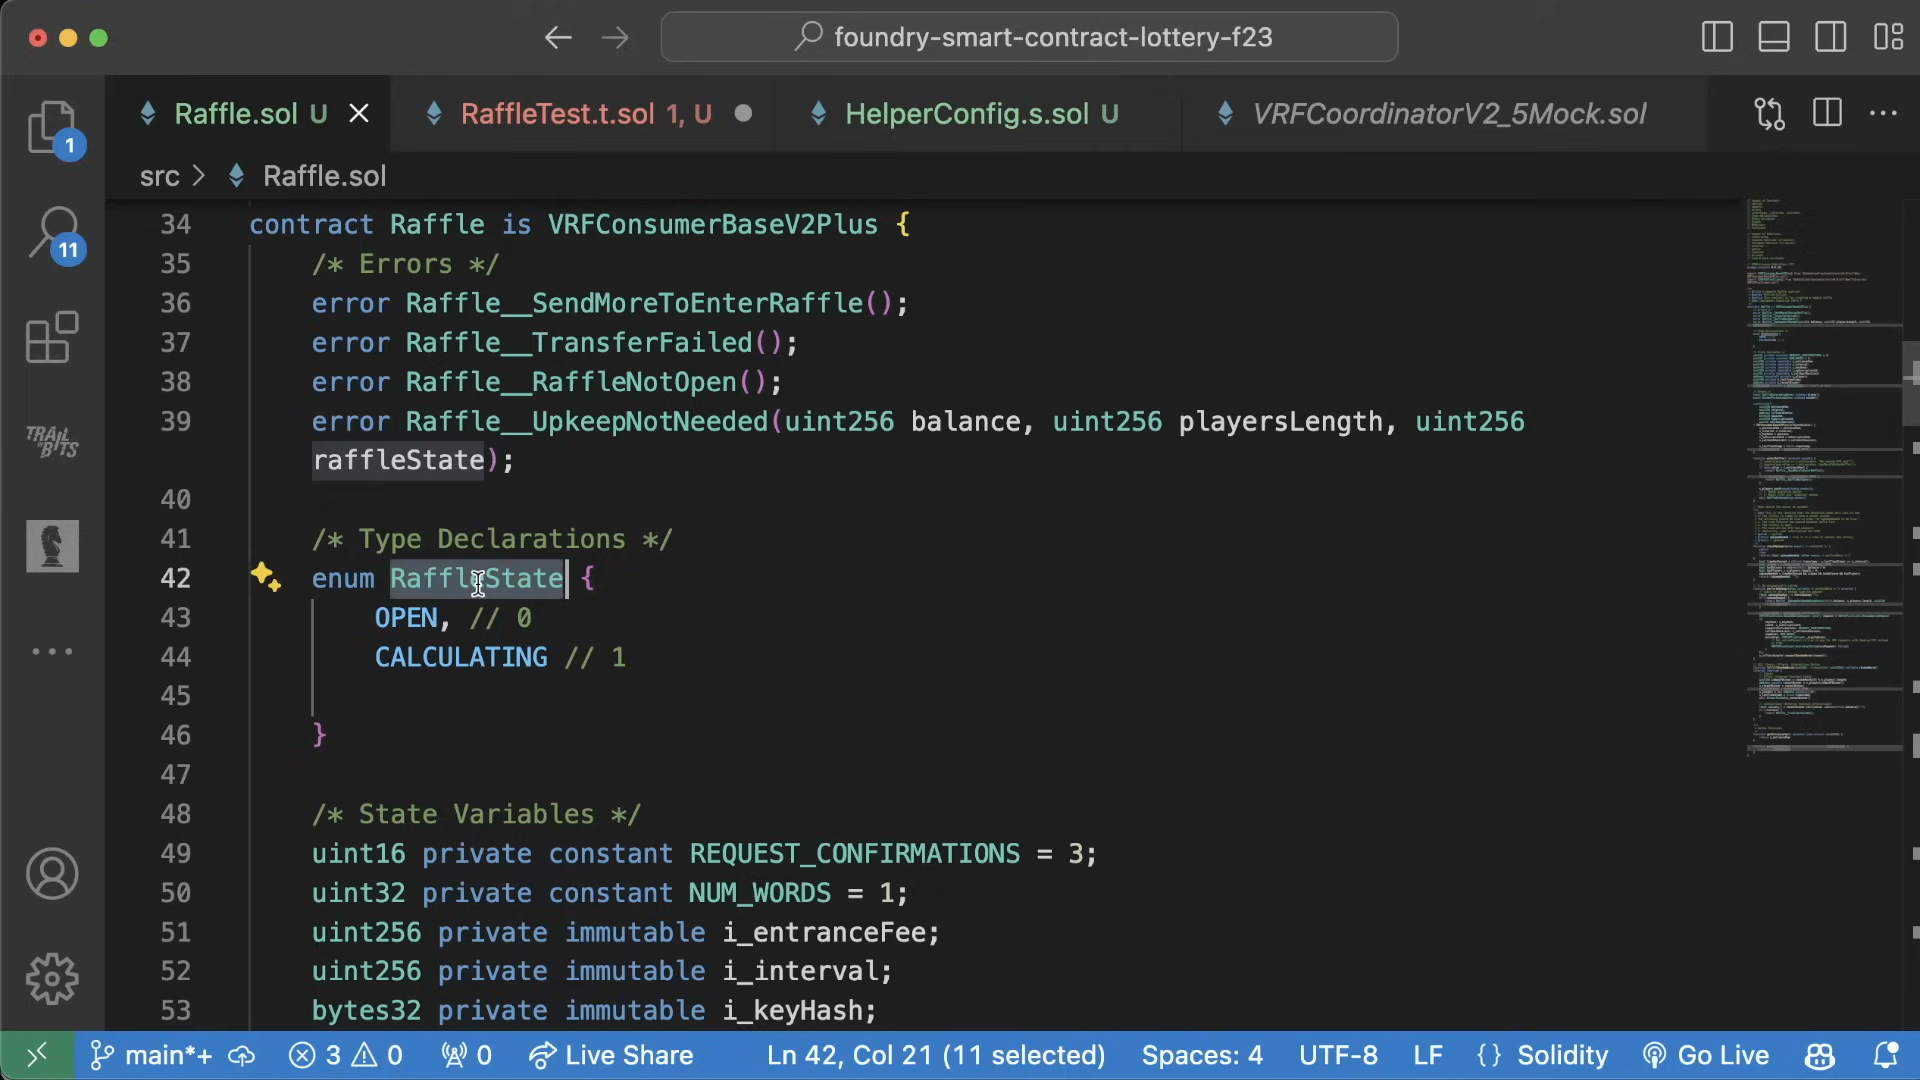 foundry-smart-contract-lottery-f23
Raffle.sol U
RaffleTest.t.sol 1, U
HelperConfig.s.sol U
VRFCoordinatorV2_5Mock.sol
src > Raffle.sol
1
11
TRAIL OF BITS
34 contract Raffle is VRFConsumerBaseV2Plus {
35 /* Errors */
36 error Raffle__SendMoreToEnterRaffle();
37 error Raffle__TransferFailed();
38 error Raffle__RaffleNotOpen();
39 error Raffle__UpkeepNotNeeded(uint256 balance, uint256 playersLength, uint256
raffleState);
40
41 /* Type Declarations */
42 enum RaffleState {
43 OPEN, // 0
44 CALCULATING // 1
45
46 }
47
48 /* State Variables */
49 uint16 private constant REQUEST_CONFIRMATIONS = 3;
50 uint32 private constant NUM_WORDS = 1;
51 uint256 private immutable i_entranceFee;
52 uint256 private immutable i_interval;
53 bytes32 private immutable i_keyHash;
main*+ 3 0 0 Live Share Ln 42, Col 21 (11 selected) Spaces: 4 UTF-8 LF {} Solidity Go Live